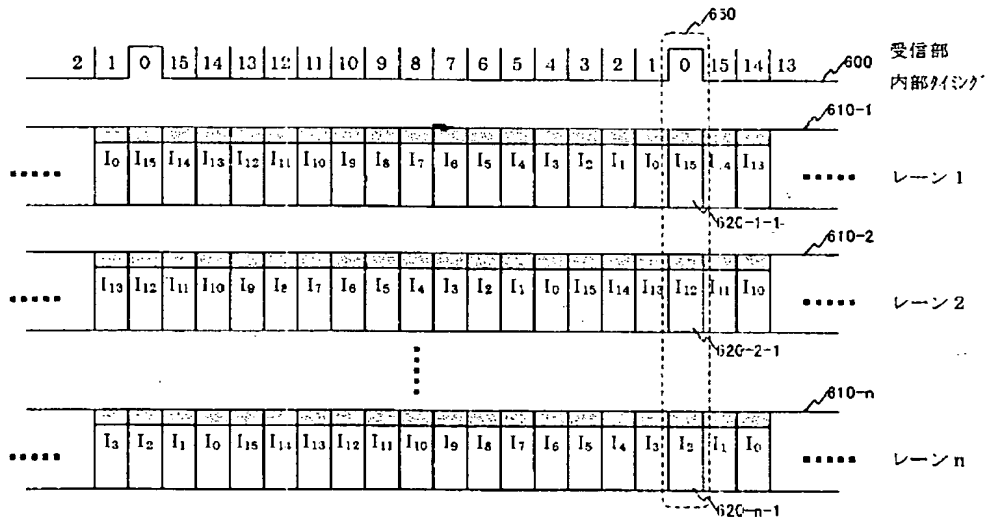 650
2 1 0 15 14 13 12 11 10 9 8 7 6 5 4 3 2 1 0 15 14 13
600
受信部
内部タイミング
610-1
I0 I15 I14 I13 I12 I11 I10 I9 I8 I7 I6 I5 I4 I3 I2 I1 I0 I15 I14 I13
レーン 1
620-1-1
610-2
I13 I12 I11 I10 I9 I8 I7 I6 I5 I4 I3 I2 I1 I0 I15 I14 I13 I12 I11 I10
レーン 2
620-2-1
610-n
I3 I2 I1 I0 I15 I14 I13 I12 I11 I10 I9 I8 I7 I6 I5 I4 I3 I2 I1 I0
レーン n
620-n-1